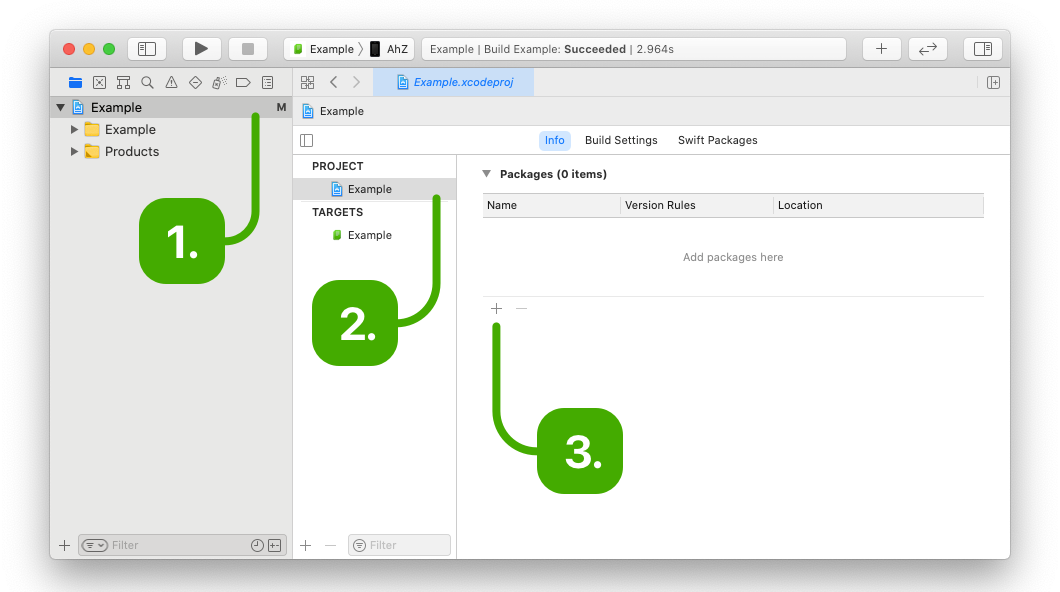 Example
AhZ
Example | Build Example: Succeeded | 2.964s
Example.xcodeproj
Example
M
Example
Products
1.
Filter
Example
Info
Build Settings
Swift Packages
PROJECT
Example
TARGETS
Example
2.
Filter
Packages (0 items)
Name
Version Rules
Location
Add packages here
3.